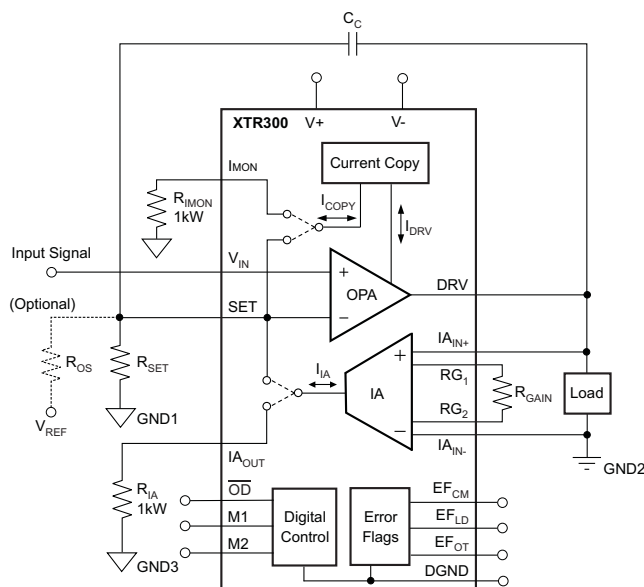 C_C
XTR300
V+
V-
I_MON
Current Copy
R_IMON
1kW
I_COPY
I_DRV
Input Signal
V_IN
+
OPA
DRV
(Optional)
SET
−
I_IA
+
IA
−
IA_IN+
RG_1
RG_2
IA_IN-
R_GAIN
Load
R_OS
R_SET
V_REF
GND1
GND2
IA_OUT
R_IA
1kW
OD
M1
M2
Digital
Control
Error
Flags
EF_CM
EF_LD
EF_OT
DGND
GND3